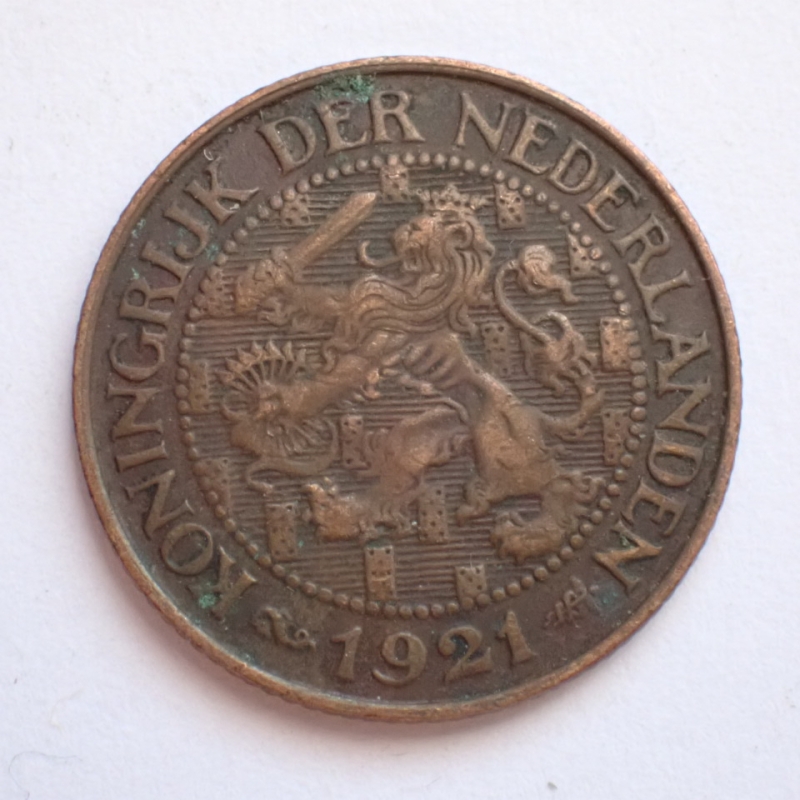 KONINGRIJK DER NEDERLANDEN
1921